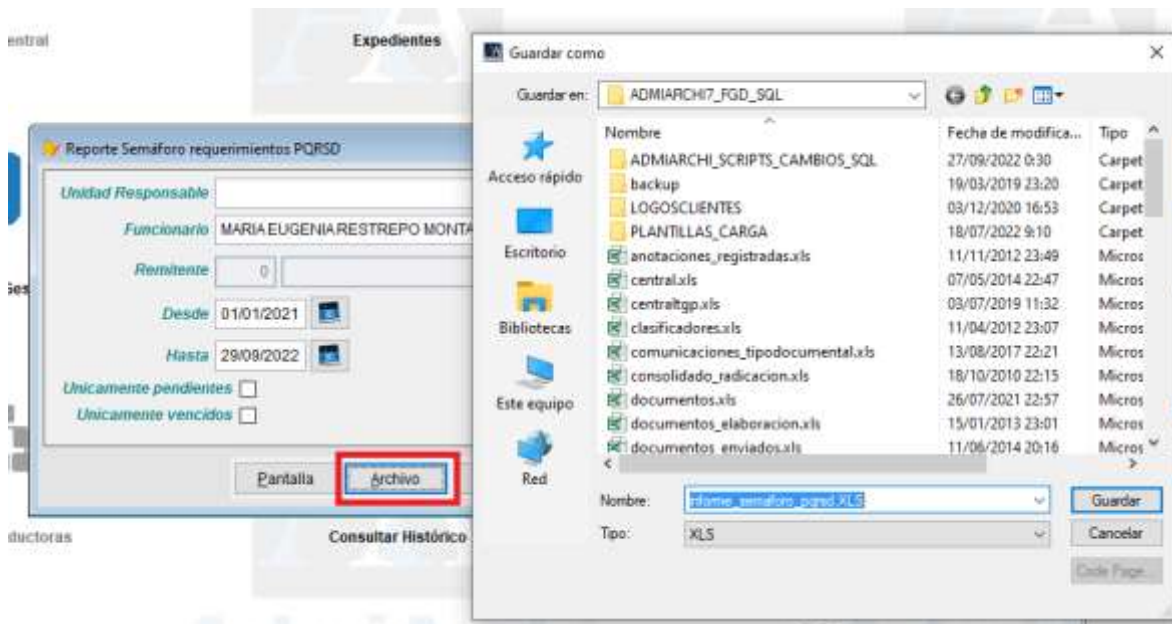 entral
Expedientes
Guardar como
Guardar en:
ADMIARCHI7_FGD_SQL
Nombre
Fecha de modifica...
Tipo
ADMIARCHI_SCRIPTS_CAMBIOS_SQL
27/09/2022 0:30
Carpet
backup
19/03/2019 23:20
Carpet
LOGOSCLIENTES
03/12/2020 16:53
Carpet
PLANTILLAS_CARGA
18/07/2022 9:10
Carpet
anotaciones_registradas.xls
11/11/2012 23:49
Micros
central.xls
07/05/2014 22:47
Micros
centraltgp.xls
03/07/2019 11:32
Micros
clasificadores.xls
11/04/2012 23:07
Micros
comunicaciones_tipodocumental.xls
13/08/2017 22:21
Micros
consolidado_radicacion.xls
18/10/2010 22:15
Micros
documentos.xls
26/07/2021 22:57
Micros
documentos_elaboracion.xls
15/01/2013 23:01
Micros
documentos_enviados.xls
11/06/2014 20:16
Micros
Acceso rápido
Escritorio
Bibliotecas
Este equipo
Red
Nombre:
informe_semaforo_pqrsd.XLS
Guardar
Tipo:
XLS
Cancelar
Code Page...
Reporte Semáforo requerimientos PQRSD
Unidad Responsable
Funcionario
MARIA EUGENIA RESTREPO MONTA
Remitente
0
Desde
01/01/2021
Hasta
29/09/2022
Unicamente pendientes
Unicamente vencidos
Pantalla
Archivo
Ges
ductoras
Consultar Histórico